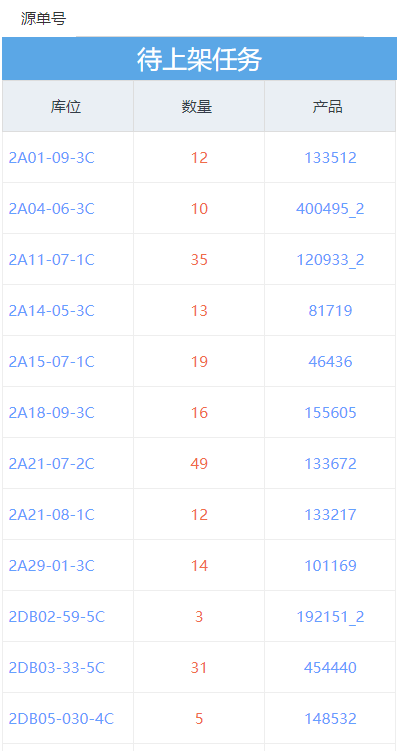 源单号
待上架任务
库位 数量 产品
2A01-09-3C 12 133512
2A04-06-3C 10 400495_2
2A11-07-1C 35 120933_2
2A14-05-3C 13 81719
2A15-07-1C 19 46436
2A18-09-3C 16 155605
2A21-07-2C 49 133672
2A21-08-1C 12 133217
2A29-01-3C 14 101169
2DB02-59-5C 3 192151_2
2DB03-33-5C 31 454440
2DB05-030-4C 5 148532